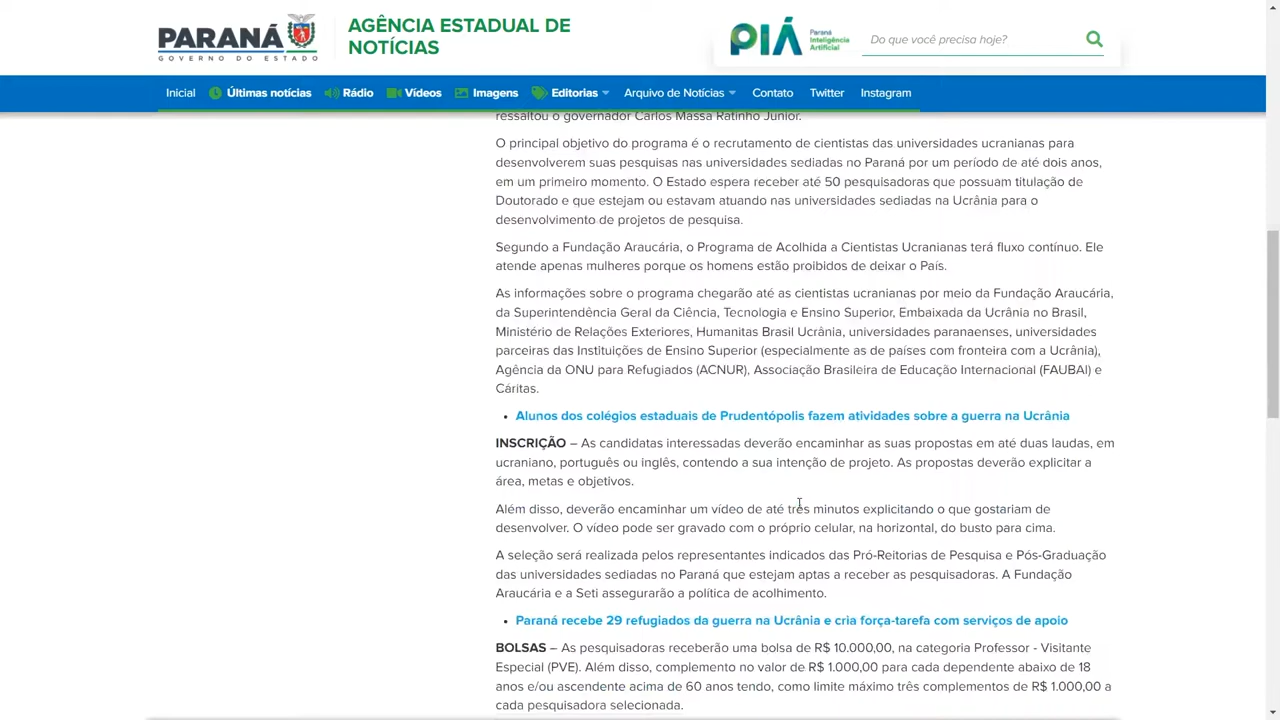 PARANÁ
GOVERNO DO ESTADO
AGÊNCIA ESTADUAL DE
NOTÍCIAS
PIÁ
Paraná
Inteligência
Artificial
Do que você precisa hoje?
Inicial Últimas notícias Rádio Vídeos Imagens Editorias Arquivo de Notícias Contato Twitter Instagram
ressaltou o governador Carlos Massa Ratinho Junior.
O principal objetivo do programa é o recrutamento de cientistas das universidades ucranianas para
desenvolverem suas pesquisas nas universidades sediadas no Paraná por um período de até dois anos,
em um primeiro momento. O Estado espera receber até 50 pesquisadoras que possuam titulação de
Doutorado e que estejam ou estavam atuando nas universidades sediadas na Ucrânia para o
desenvolvimento de projetos de pesquisa.
Segundo a Fundação Araucária, o Programa de Acolhida a Cientistas Ucranianas terá fluxo contínuo. Ele
atende apenas mulheres porque os homens estão proibidos de deixar o País.
As informações sobre o programa chegarão até as cientistas ucranianas por meio da Fundação Araucária,
da Superintendência Geral da Ciência, Tecnologia e Ensino Superior, Embaixada da Ucrânia no Brasil,
Ministério de Relações Exteriores, Humanitas Brasil Ucrânia, universidades paranaenses, universidades
parceiras das Instituições de Ensino Superior (especialmente as de países com fronteira com a Ucrânia),
Agência da ONU para Refugiados (ACNUR), Associação Brasileira de Educação Internacional (FAUBAI) e
Cáritas.
• Alunos dos colégios estaduais de Prudentópolis fazem atividades sobre a guerra na Ucrânia
INSCRIÇÃO – As candidatas interessadas deverão encaminhar as suas propostas em até duas laudas, em
ucraniano, português ou inglês, contendo a sua intenção de projeto. As propostas deverão explicitar a
área, metas e objetivos.
Além disso, deverão encaminhar um vídeo de até três minutos explicitando o que gostariam de
desenvolver. O vídeo pode ser gravado com o próprio celular, na horizontal, do busto para cima.
A seleção será realizada pelos representantes indicados das Pró-Reitorias de Pesquisa e Pós-Graduação
das universidades sediadas no Paraná que estejam aptas a receber as pesquisadoras. A Fundação
Araucária e a Seti assegurarão a política de acolhimento.
• Paraná recebe 29 refugiados da guerra na Ucrânia e cria força-tarefa com serviços de apoio
BOLSAS – As pesquisadoras receberão uma bolsa de R$ 10.000,00, na categoria Professor - Visitante
Especial (PVE). Além disso, complemento no valor de R$ 1.000,00 para cada dependente abaixo de 18
anos e/ou ascendente acima de 60 anos tendo, como limite máximo três complementos de R$ 1.000,00 a
cada pesquisadora selecionada.